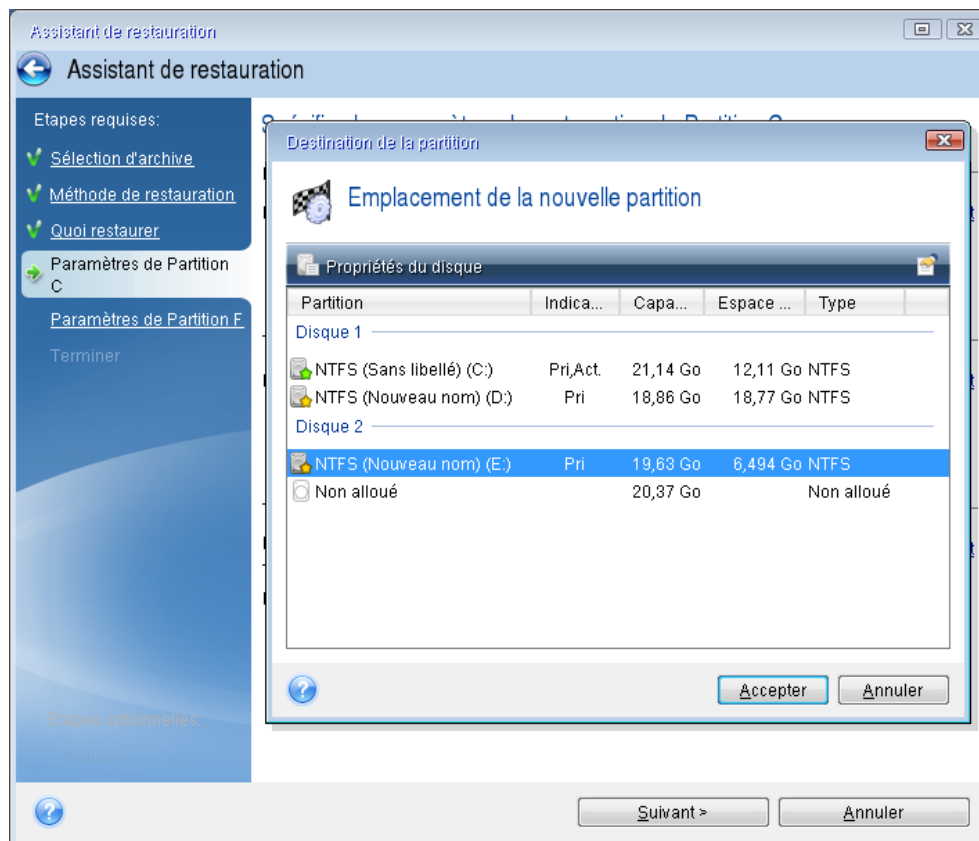 Assistant de restauration
Assistant de restauration
Etapes requises:
Sélection d'archive
Méthode de restauration
Quoi restaurer
Paramètres de Partition
C
Paramètres de Partition F
Terminer
Etapes optionnelles:
Options
Destination de la partition
Emplacement de la nouvelle partition
Propriétés du disque
Partition Indica... Capa... Espace ... Type
Disque 1
NTFS (Sans libellé) (C:) Pri,Act. 21,14 Go 12,11 Go NTFS
NTFS (Nouveau nom) (D:) Pri 18,86 Go 18,77 Go NTFS
Disque 2
NTFS (Nouveau nom) (E:) Pri 19,63 Go 6,494 Go NTFS
Non alloué 20,37 Go Non alloué
Accepter Annuler
Suivant > Annuler